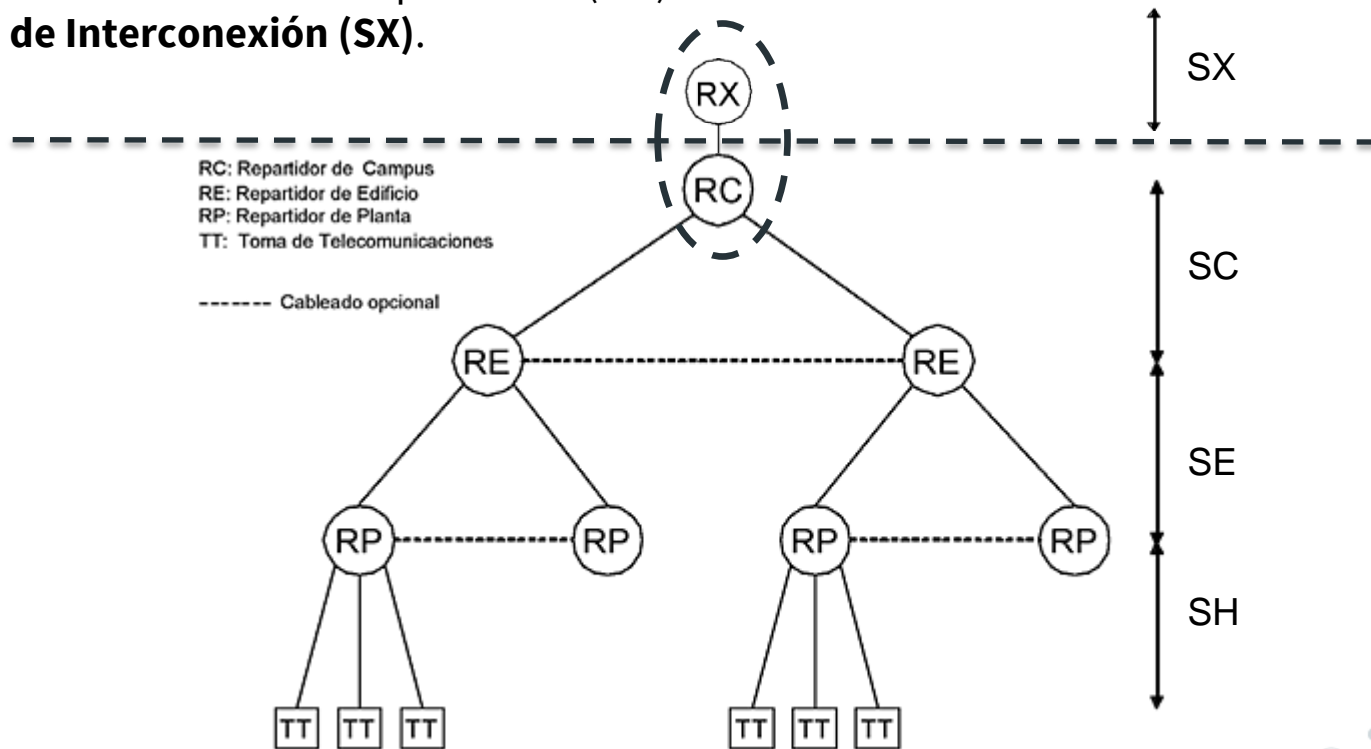 de Interconexión (SX).
RX
SX
RC: Repartidor de Campus
RE: Repartidor de Edificio
RP: Repartidor de Planta
TT: Toma de Telecomunicaciones
------- Cableado opcional
RC
SC
RE RE
SE
RP RP RP RP
SH
TT TT TT TT TT TT